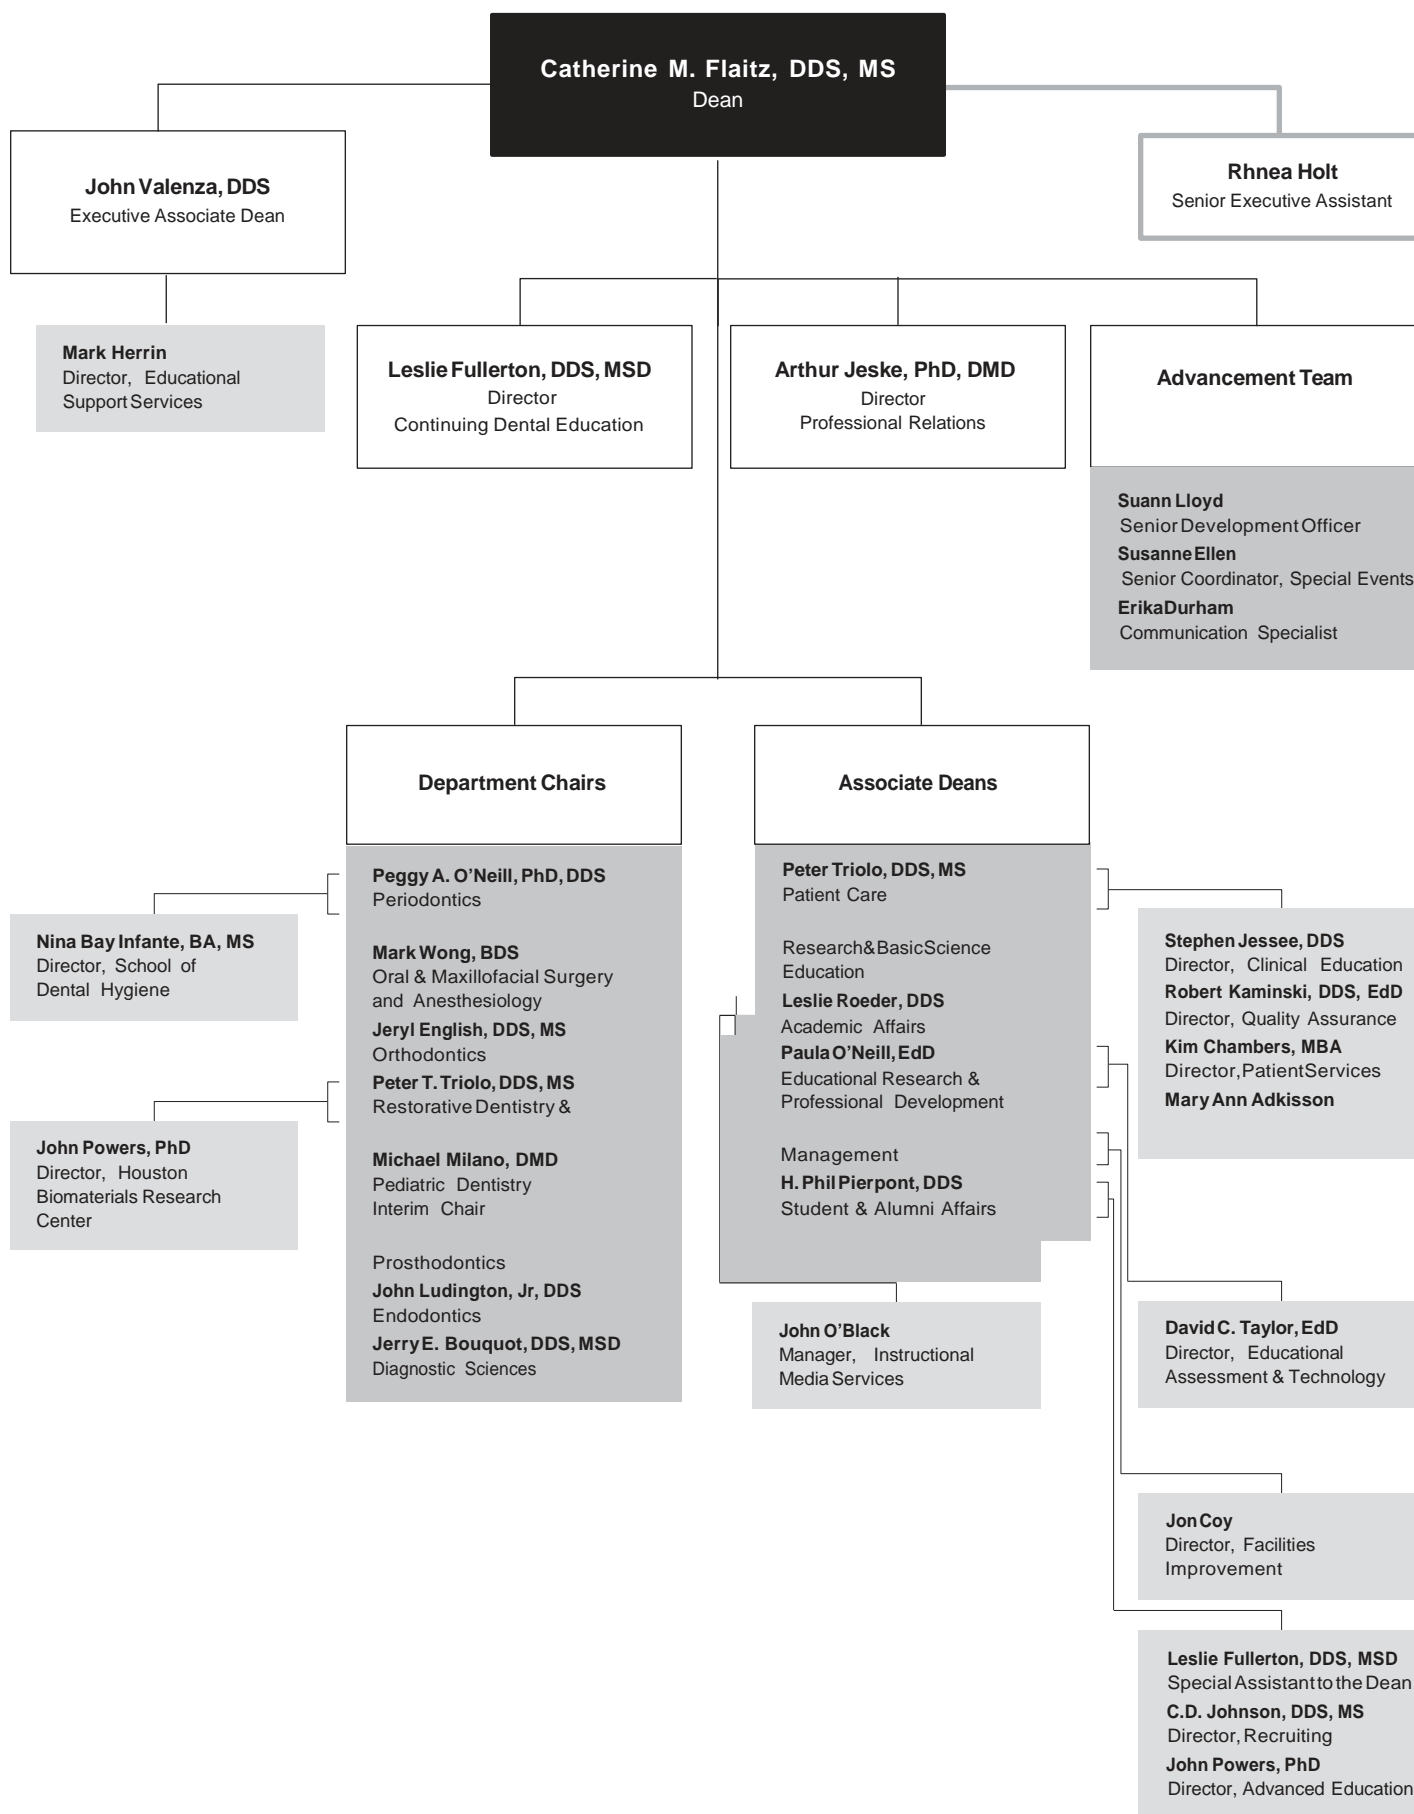 Catherine M. Flaitz, DDS, MS
Dean
John Valenza, DDS
Executive Associate Dean
Rhnea Holt
Senior Executive Assistant
Mark Herrin
Director, Educational
Support Services
Leslie Fullerton, DDS, MSD
Director
Continuing Dental Education
Arthur Jeske, PhD, DMD
Director
Professional Relations
Advancement Team
Suann Lloyd
Senior Development Officer
Susanne Ellen
Senior Coordinator, Special Events
Erika Durham
Communication Specialist
Department Chairs
Peggy A. O’Neill, PhD, DDS
Periodontics
Mark Wong, BDS
Oral & Maxillofacial Surgery
and Anesthesiology
Jeryl English, DDS, MS
Orthodontics
Peter T. Triolo, DDS, MS
Restorative Dentistry &
Michael Milano, DMD
Pediatric Dentistry
Interim Chair
Prosthodontics
John Ludington, Jr, DDS
Endodontics
Jerry E. Bouquot, DDS, MSD
Diagnostic Sciences
Nina Bay Infante, BA, MS
Director, School of
Dental Hygiene
John Powers, PhD
Director, Houston
Biomaterials Research
Center
Associate Deans
Peter Triolo, DDS, MS
Patient Care
Research & Basic Science
Education
Leslie Roeder, DDS
Academic Affairs
Paula O’Neill, EdD
Educational Research &
Professional Development
Management
H. Phil Pierpont, DDS
Student & Alumni Affairs
John O’Black
Manager, Instructional
Media Services
Stephen Jessee, DDS
Director, Clinical Education
Robert Kaminski, DDS, EdD
Director, Quality Assurance
Kim Chambers, MBA
Director, Patient Services
Mary Ann Adkisson
David C. Taylor, EdD
Director, Educational
Assessment & Technology
Jon Coy
Director, Facilities
Improvement
Leslie Fullerton, DDS, MSD
Special Assistant to the Dean
C.D. Johnson, DDS, MS
Director, Recruiting
John Powers, PhD
Director, Advanced Education